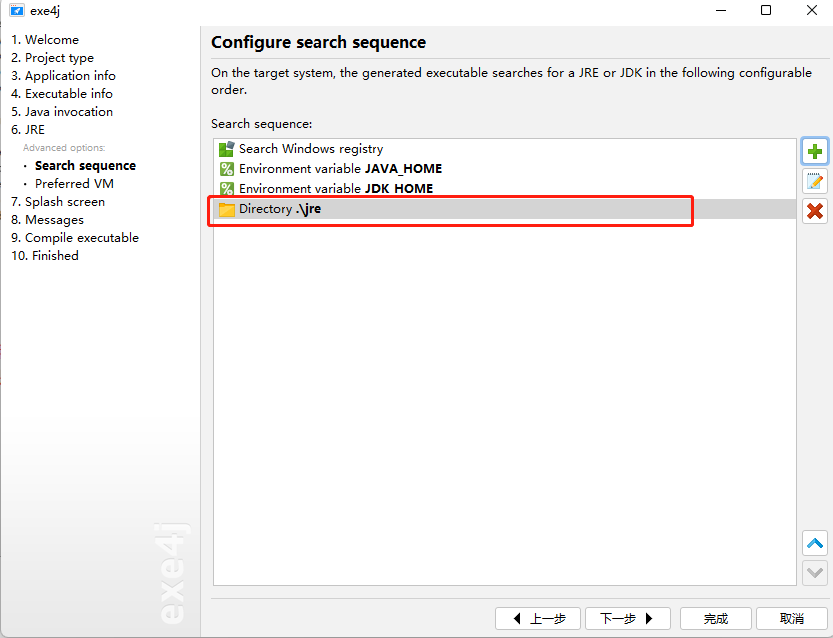 exe4j
1. Welcome
2. Project type
3. Application info
4. Executable info
5. Java invocation
6. JRE
Advanced options:
· Search sequence
· Preferred VM
7. Splash screen
8. Messages
9. Compile executable
10. Finished
exe4j
Configure search sequence
On the target system, the generated executable searches for a JRE or JDK in the following configurable
order.
Search sequence:
Search Windows registry
Environment variable JAVA_HOME
Environment variable JDK_HOME
Directory .\jre
上一步
下一步
完成
取消